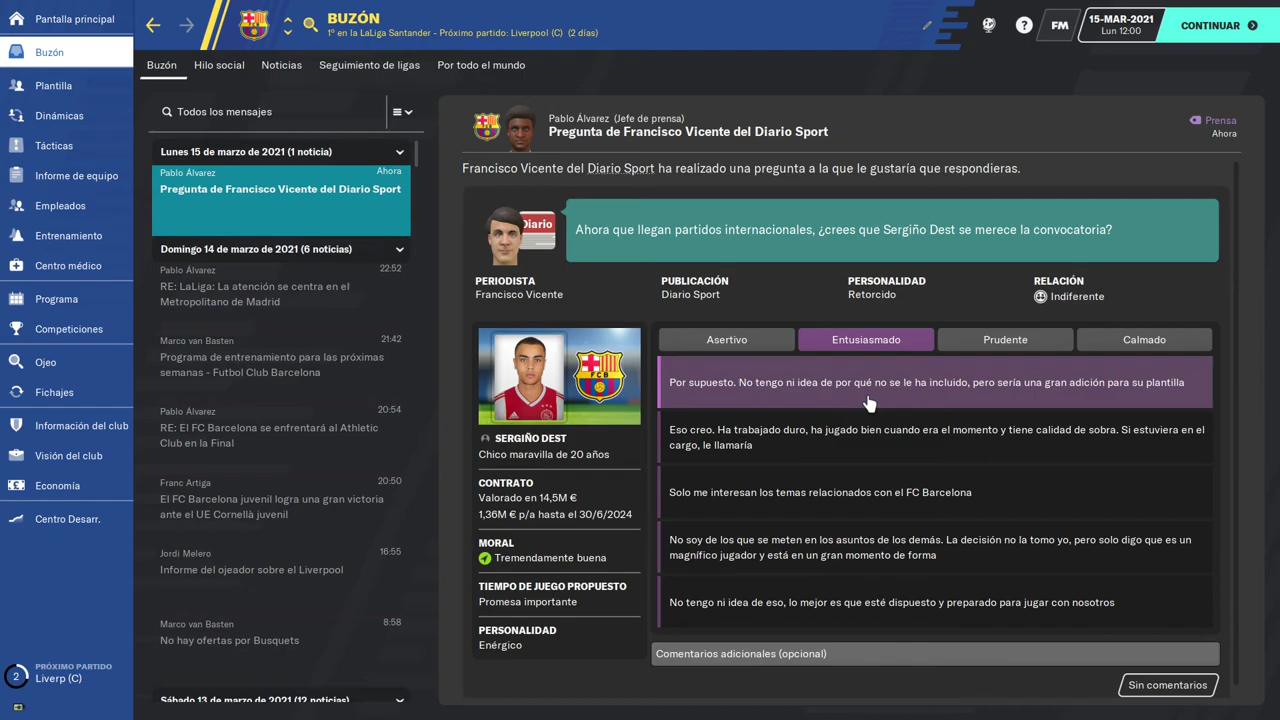 Pantalla principal
Buzón
Plantilla
Dinámicas
Tácticas
Informe de equipo
Empleados
Entrenamiento
Centro médico
Programa
Competiciones
Ojeo
Fichajes
Información del club
Visión del club
Economía
Centro Desarr.
2
PRÓXIMO PARTIDO
Liverp (C)
BUZÓN
1º en la LaLiga Santander - Próximo partido: Liverpool (C) (2 días)
?
FM
15-MAR-2021
Lun 12:00
CONTINUAR
Buzón
Hilo social
Noticias
Seguimiento de ligas
Por todo el mundo
Todos los mensajes
Lunes 15 de marzo de 2021 (1 noticia)
Pablo Álvarez
Ahora
Pregunta de Francisco Vicente del Diario Sport
Domingo 14 de marzo de 2021 (6 noticias)
Pablo Álvarez
22:52
RE: LaLiga: La atención se centra en el
Metropolitano de Madrid
Marco van Basten
21:42
Programa de entrenamiento para las próximas
semanas - Futbol Club Barcelona
Pablo Álvarez
20:54
RE: El FC Barcelona se enfrentará al Athletic
Club en la Final
Franc Artiga
20:50
El FC Barcelona juvenil logra una gran victoria
ante el UE Cornellà juvenil
Jordi Melero
16:55
Informe del ojeador sobre el Liverpool
Marco van Basten
8:58
No hay ofertas por Busquets
Sábado 13 de marzo de 2021 (12 noticias)
Pablo Álvarez (Jefe de prensa)
Pregunta de Francisco Vicente del Diario Sport
Prensa
Ahora
Francisco Vicente del Diario Sport ha realizado una pregunta a la que le gustaría que respondieras.
Diario
Ahora que llegan partidos internacionales, ¿crees que Sergiño Dest se merece la convocatoria?
PERIODISTA
Francisco Vicente
PUBLICACIÓN
Diario Sport
PERSONALIDAD
Retorcido
RELACIÓN
Indiferente
FCB
SERGIÑO DEST
Chico maravilla de 20 años
CONTRATO
Valorado en 14,5M €
1,36M € p/a hasta el 30/6/2024
MORAL
Tremendamente buena
TIEMPO DE JUEGO PROPUESTO
Promesa importante
PERSONALIDAD
Enérgico
Asertivo
Entusiasmado
Prudente
Calmado
Por supuesto. No tengo ni idea de por qué no se le ha incluido, pero sería una gran adición para su plantilla
Eso creo. Ha trabajado duro, ha jugado bien cuando era el momento y tiene calidad de sobra. Si estuviera en el
cargo, le llamaría
Solo me interesan los temas relacionados con el FC Barcelona
No soy de los que se meten en los asuntos de los demás. La decisión no la tomo yo, pero solo digo que es un
magnífico jugador y está en un gran momento de forma
No tengo ni idea de eso, lo mejor es que esté dispuesto y preparado para jugar con nosotros
Comentarios adicionales (opcional)
Sin comentarios